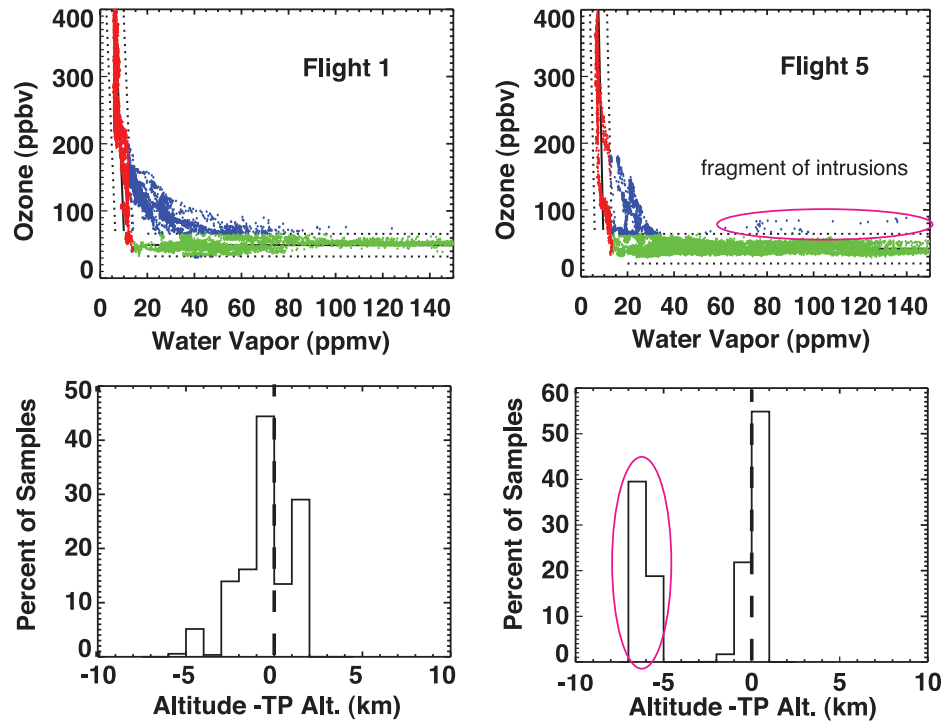 400
300
200
100
0
Ozone (ppbv)
Flight 1
0 20 40 60 80 100 120 140
Water Vapor (ppmv)
400
300
200
100
0
Ozone (ppbv)
Flight 5
fragment of intrusions
0 20 40 60 80 100 120 140
Water Vapor (ppmv)
50
40
30
20
10
0
Percent of Samples
-10 -5 0 5 10
Altitude -TP Alt. (km)
60
50
40
30
20
10
0
Percent of Samples
-10 -5 0 5 10
Altitude -TP Alt. (km)